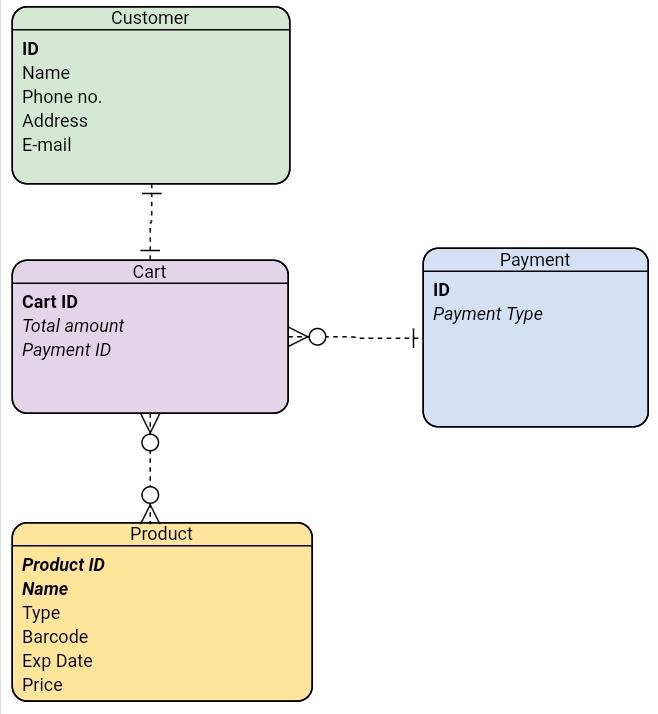 Customer
ID
Name
Phone no.
Address
E-mail
Cart
Cart ID
Total amount
Payment ID
Payment
ID
Payment Type
Product
Product ID
Name
Type
Barcode
Exp Date
Price